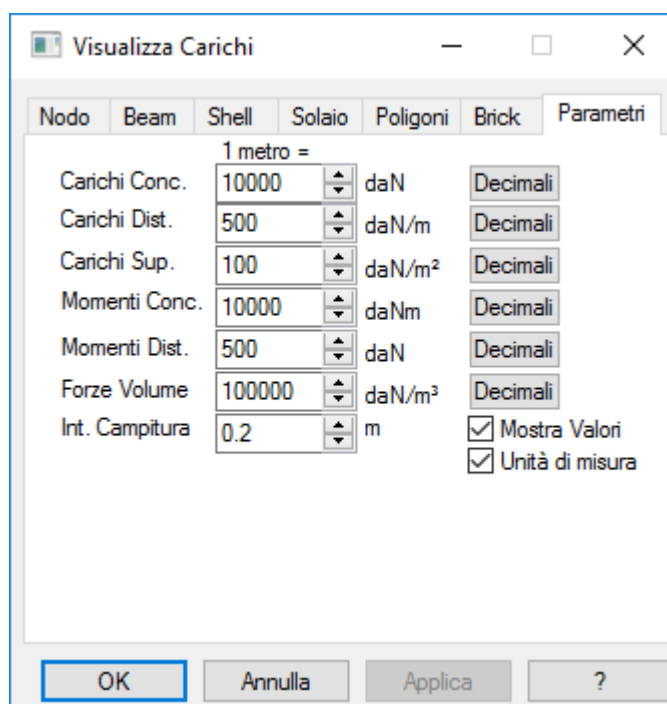 Visualizza Carichi
Nodo Beam Shell Solaio Poligoni Brick Parametri
1 metro =
Carichi Conc. 10000 daN Decimali
Carichi Dist. 500 daN/m Decimali
Carichi Sup. 100 daN/m² Decimali
Momenti Conc. 10000 daNm Decimali
Momenti Dist. 500 daN Decimali
Forze Volume 100000 daN/m³ Decimali
Int. Campitura 0.2 m Mostra Valori
Unità di misura
OK Annulla Applica ?